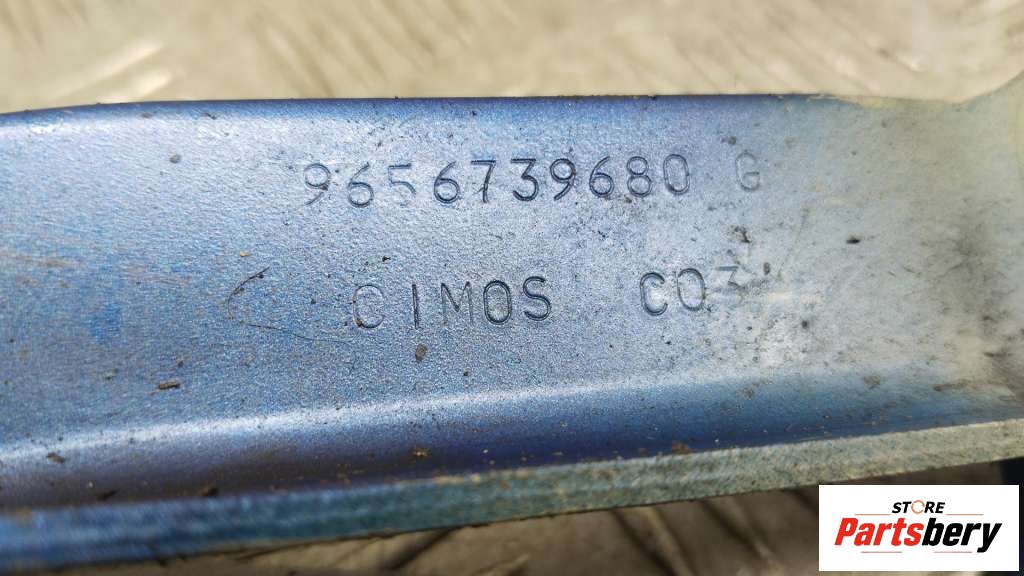 9656739680 G
CIMOS C03
STORE
Partsbery